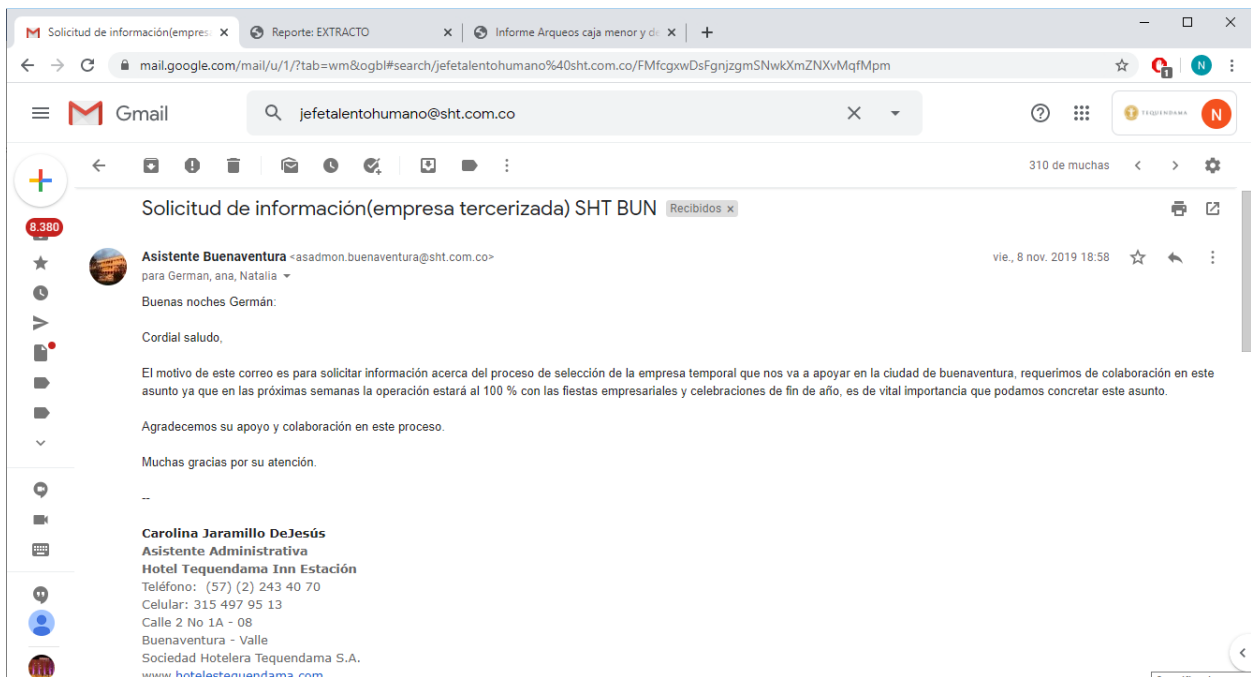 Solicitud de información(empres
Reporte: EXTRACTO
Informe Arqueos caja menor y de
mail.google.com/mail/u/1/?tab=wm&ogbl#search/jefetalentohumano%40sht.com.co/FMfcgxwDsFgnjzgmSNwkXmZNXvMqfMpm
1
N
Gmail
jefetalentohumano@sht.com.co
TEQUENDAMA
N
310 de muchas
8.380
Solicitud de información(empresa tercerizada) SHT BUN Recibidos x
Asistente Buenaventura <asadmon.buenaventura@sht.com.co>
vie., 8 nov. 2019 18:58
para German, ana, Natalia
Buenas noches Germán:
Cordial saludo,
El motivo de este correo es para solicitar información acerca del proceso de selección de la empresa temporal que nos va a apoyar en la ciudad de buenaventura, requerimos de colaboración en este
asunto ya que en las próximas semanas la operación estará al 100 % con las fiestas empresariales y celebraciones de fin de año, es de vital importancia que podamos concretar este asunto.
Agradecemos su apoyo y colaboración en este proceso.
Muchas gracias por su atención.
--
Carolina Jaramillo DeJesús
Asistente Administrativa
Hotel Tequendama Inn Estación
Teléfono: (57) (2) 243 40 70
Celular: 315 497 95 13
Calle 2 No 1A - 08
Buenaventura - Valle
Sociedad Hotelera Tequendama S.A.
www.hotelestequendama.com